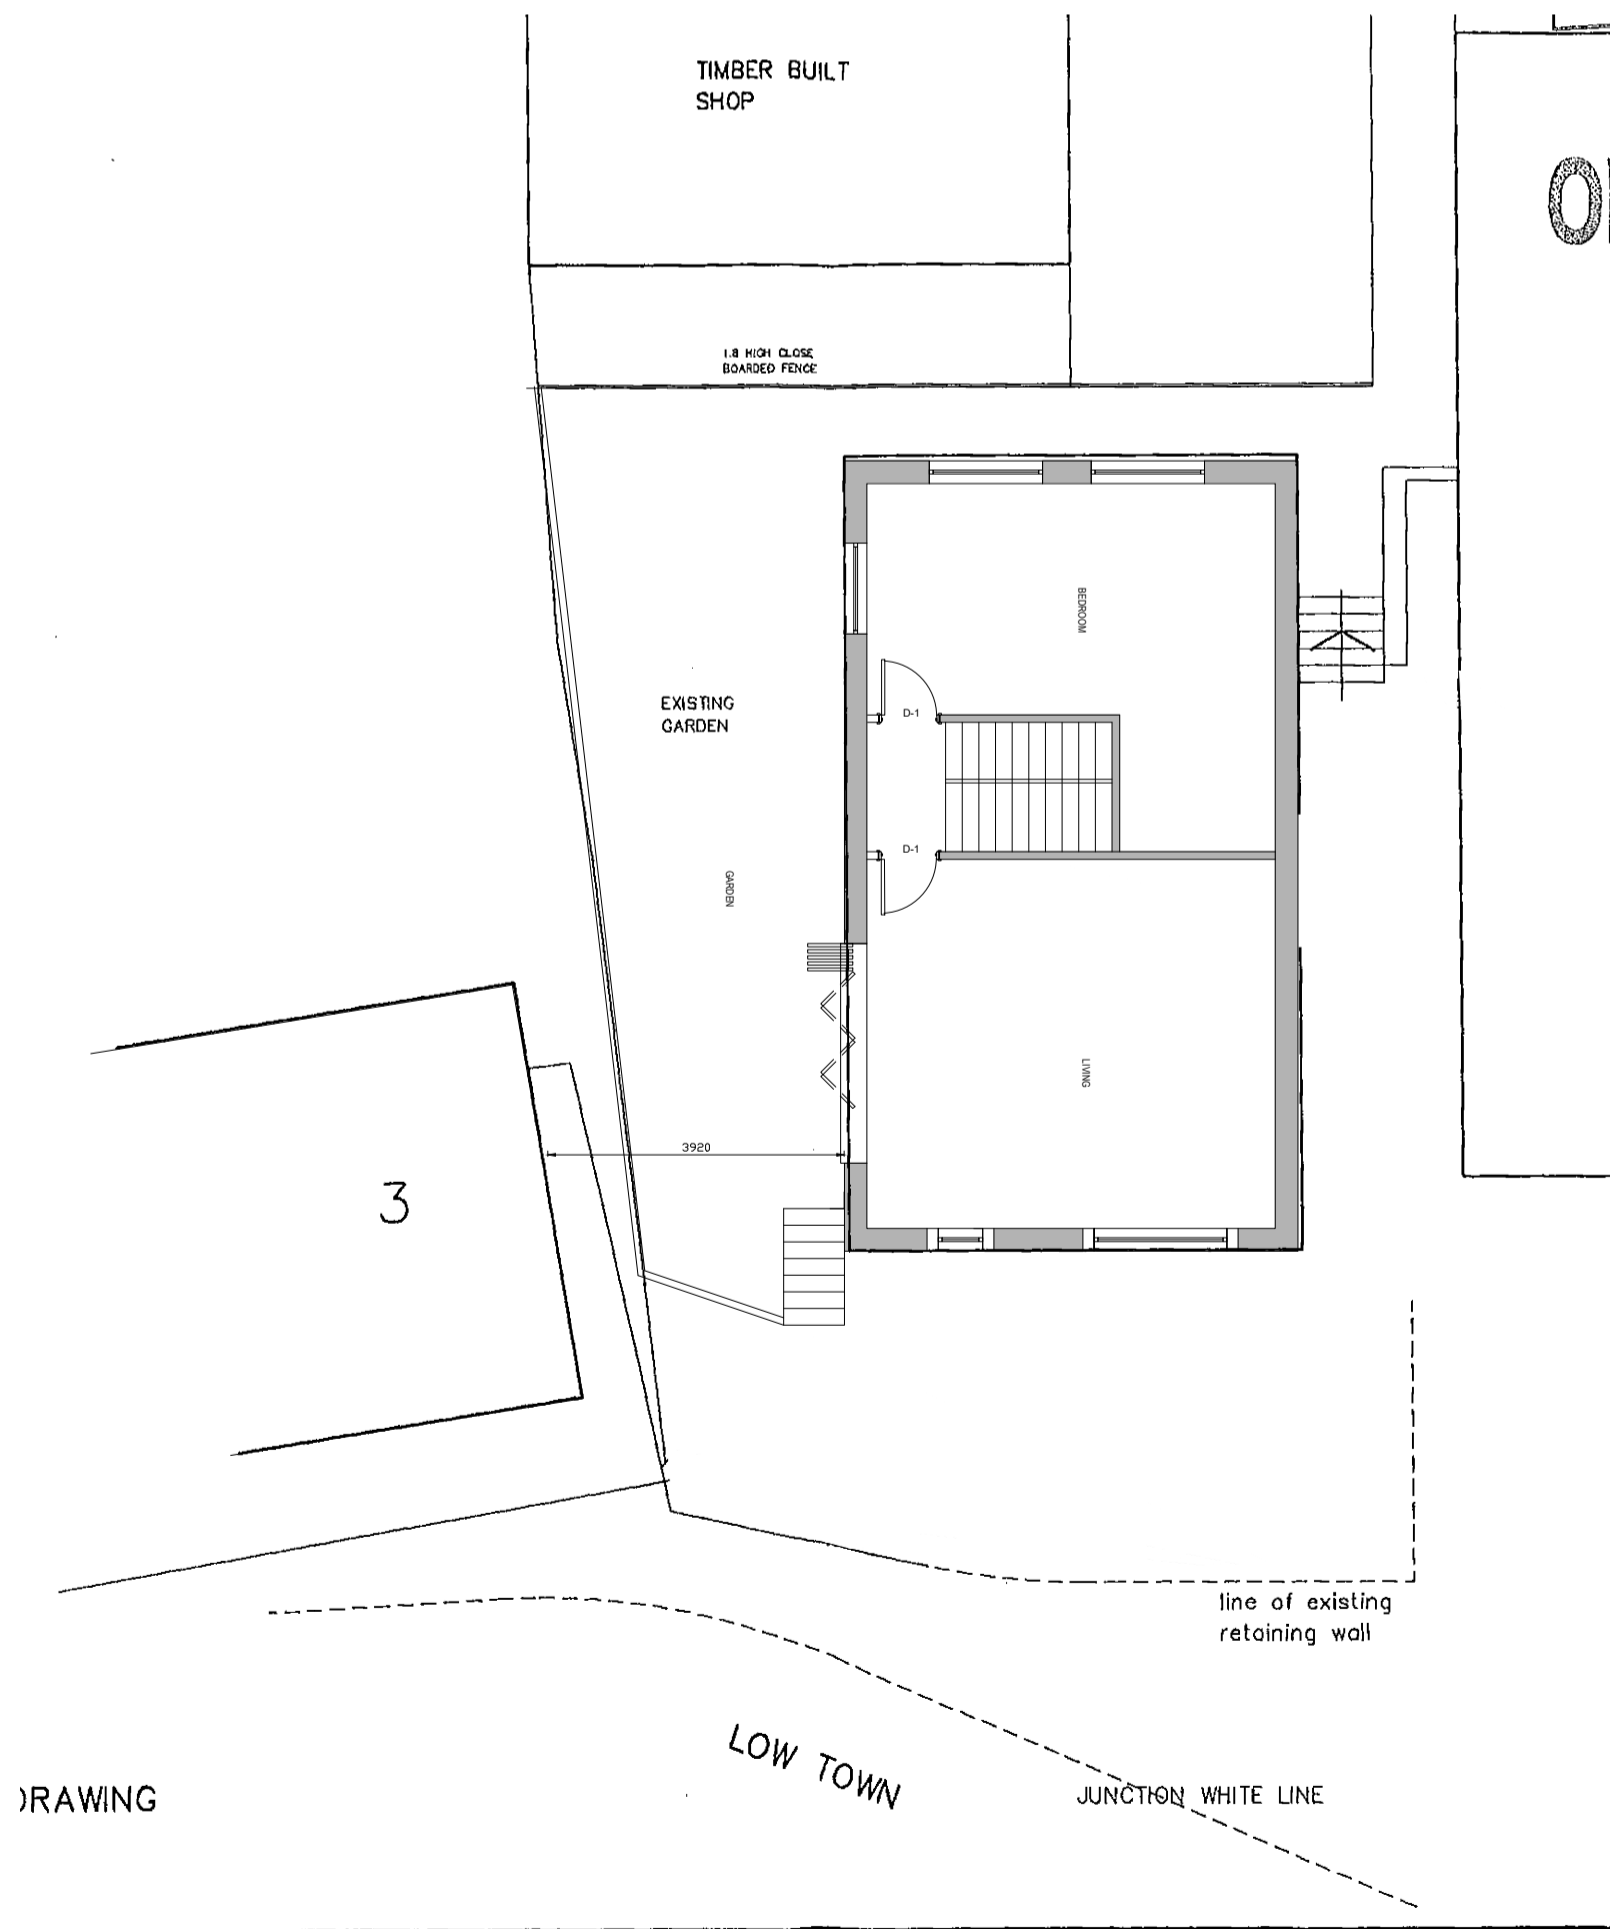 TIMBER BUILT
SHOP
1.8 HIGH CLOSE
BOARDED FENCE
BEDROOM
EXISTING
GARDEN
D-1
D-1
GARDEN
LIVING
3920
3
line of existing
retaining wall
LOW TOWN
JUNCTION WHITE LINE